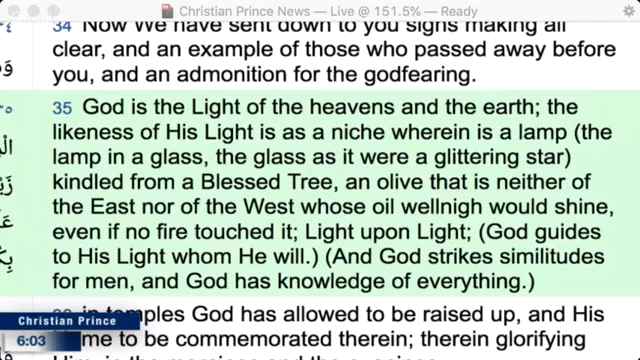 Christian Prince News — Live @ 151.5% — Ready
34 Now We have sent down to you signs making all
clear, and an example of those who passed away before
you, and an admonition for the godfearing.
35 God is the Light of the heavens and the earth; the
likeness of His Light is as a niche wherein is a lamp (the
lamp in a glass, the glass as it were a glittering star)
kindled from a Blessed Tree, an olive that is neither of
the East nor of the West whose oil wellnigh would shine,
even if no fire touched it; Light upon Light; (God guides
to His Light whom He will.) (And God strikes similitudes
for men, and God has knowledge of everything.)
in temples God has allowed to be raised up, and His
to be commemorated therein; therein glorifying
Christian Prince
6:03